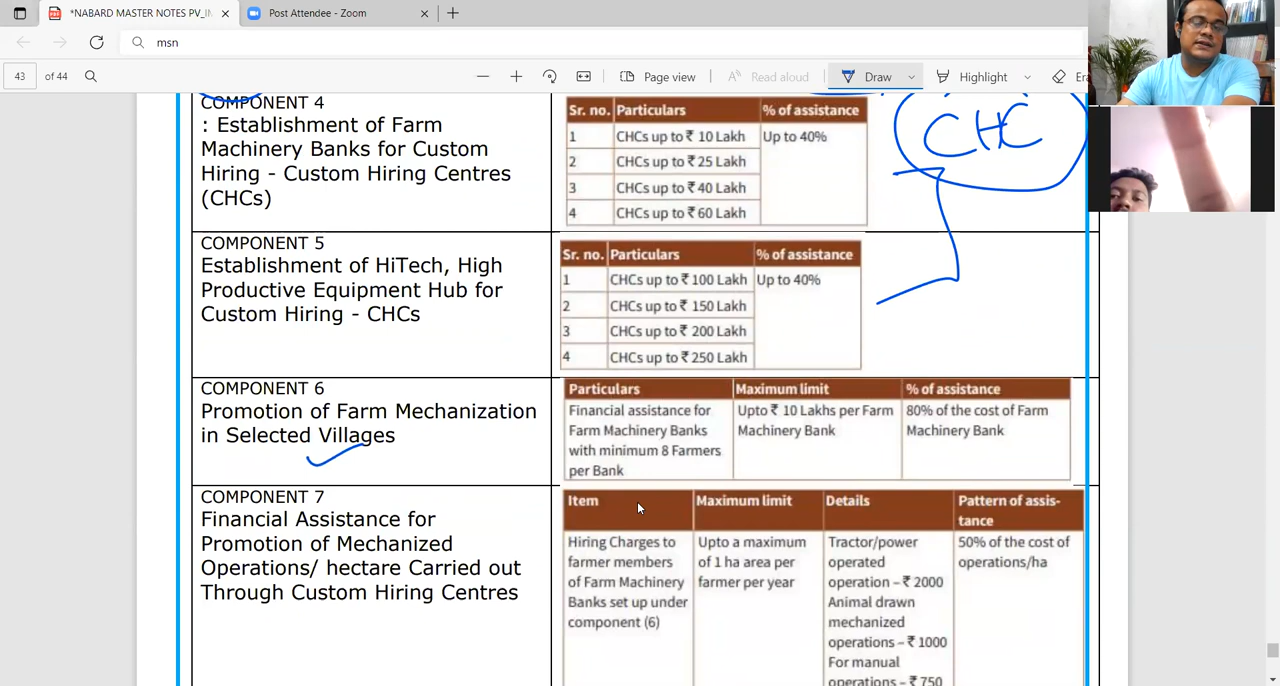 *NABARD MASTER NOTES PV_IN
Post Attendee - Zoom
msn
43 of 44
Page view
Read aloud
Draw
Highlight
COMPONENT 4
: Establishment of Farm
Machinery Banks for Custom
Hiring - Custom Hiring Centres
(CHCs)
Sr. no. Particulars % of assistance
1 CHCs up to ₹ 10 Lakh Up to 40%
2 CHCs up to ₹ 25 Lakh
3 CHCs up to ₹ 40 Lakh
4 CHCs up to ₹ 60 Lakh
CHC
COMPONENT 5
Establishment of HiTech, High
Productive Equipment Hub for
Custom Hiring - CHCs
Sr. no. Particulars % of assistance
1 CHCs up to ₹ 100 Lakh Up to 40%
2 CHCs up to ₹ 150 Lakh
3 CHCs up to ₹ 200 Lakh
4 CHCs up to ₹ 250 Lakh
COMPONENT 6
Promotion of Farm Mechanization
in Selected Villages
Particulars Maximum limit % of assistance
Financial assistance for Upto ₹ 10 Lakhs per Farm 80% of the cost of Farm
Farm Machinery Banks Machinery Bank Machinery Bank
with minimum 8 Farmers
per Bank
COMPONENT 7
Financial Assistance for
Promotion of Mechanized
Operations/ hectare Carried out
Through Custom Hiring Centres
Item Maximum limit Details Pattern of assis-
tance
Hiring Charges to Upto a maximum Tractor/power 50% of the cost of
farmer members of 1 ha area per operated operations/ha
of Farm Machinery farmer per year operation – ₹ 2000
Banks set up under Animal drawn
component (6) mechanized
operations – ₹ 1000
For manual
operations – ₹ 750